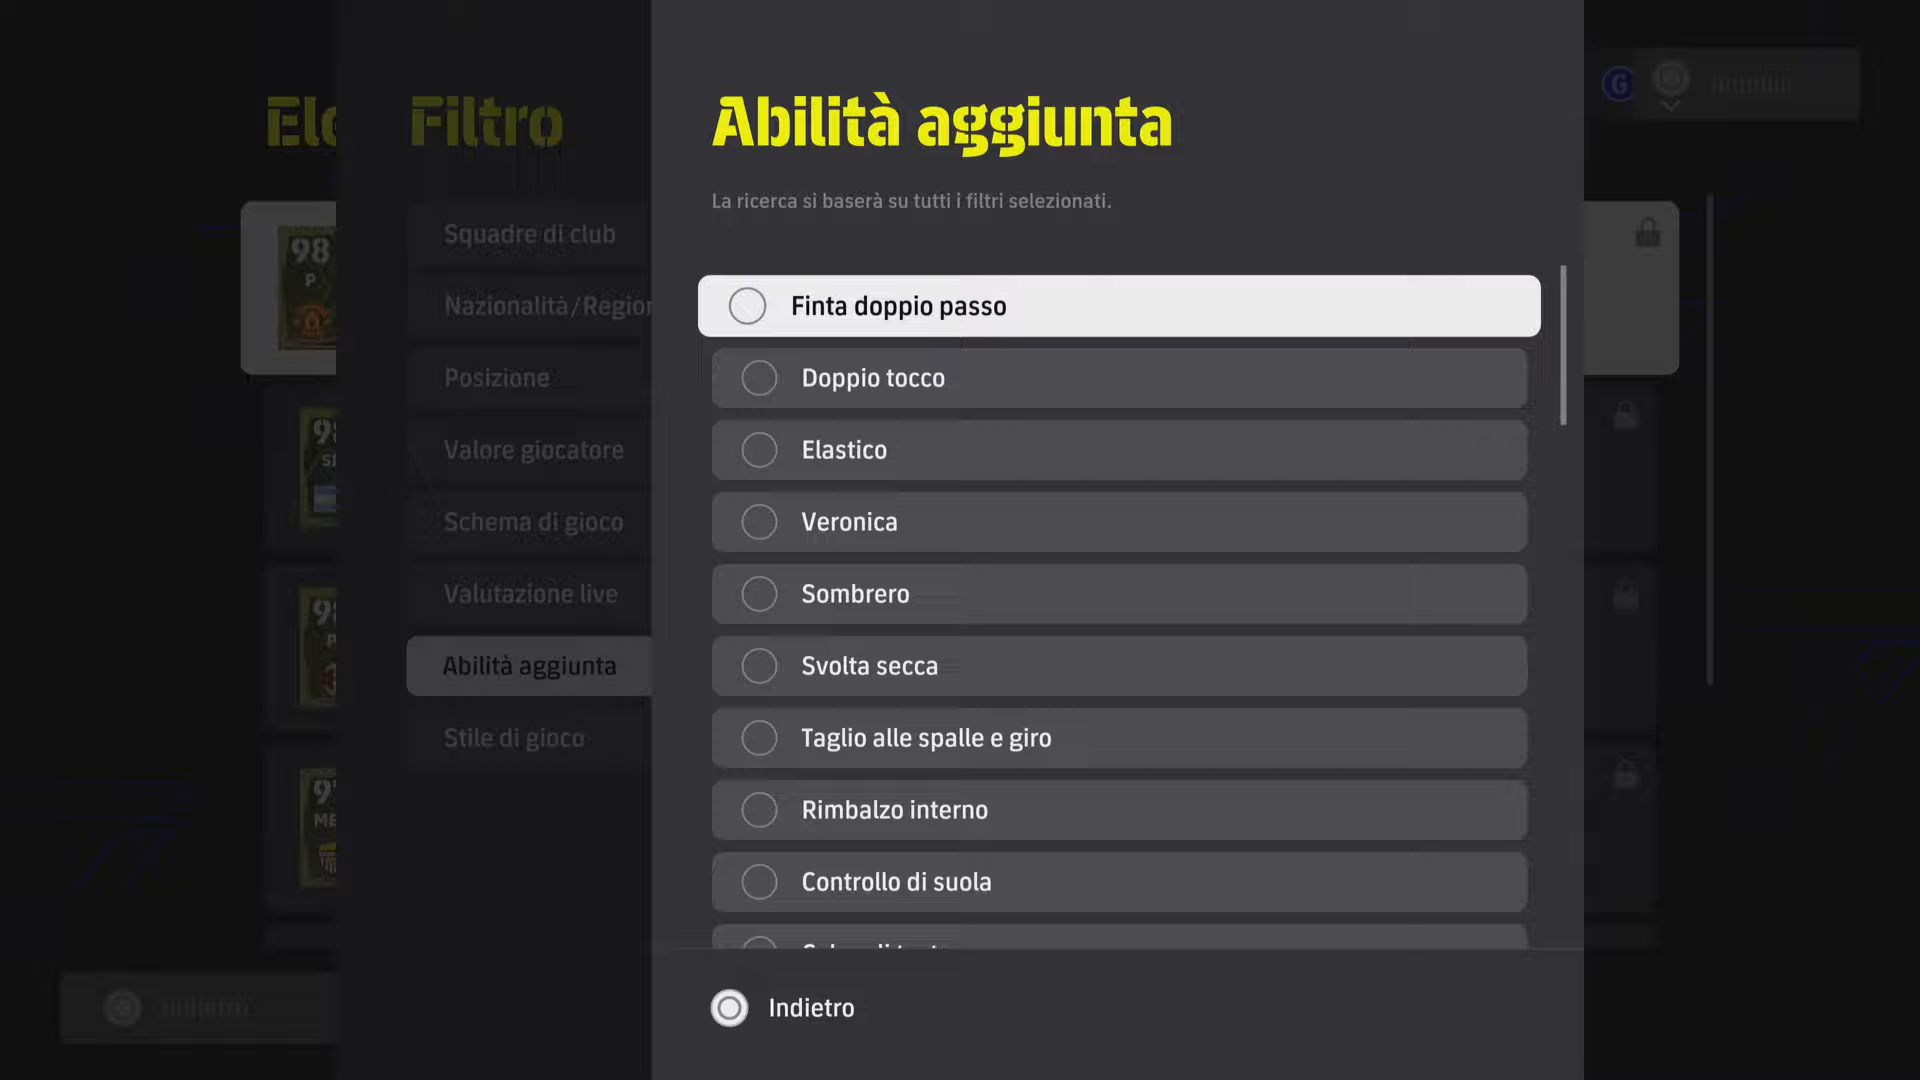 Filtro
Abilità aggiunta
La ricerca si baserà su tutti i filtri selezionati.
Squadre di club
Nazionalità/Region
Posizione
Valore giocatore
Schema di gioco
Valutazione live
Abilità aggiunta
Stile di gioco
Finta doppio passo
Doppio tocco
Elastico
Veronica
Sombrero
Svolta secca
Taglio alle spalle e giro
Rimbalzo interno
Controllo di suola
Indietro
98
P
G